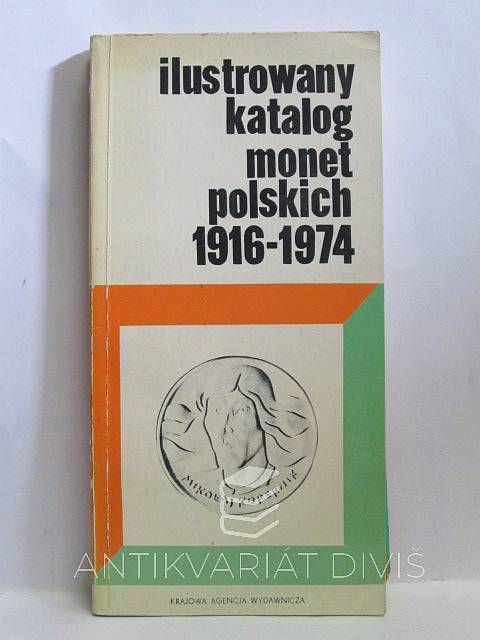 ilustrowany
katalog
monet
polskich
1916-1974
MIKOŁAJ KOPERNIK
ANTIKVARIÁT DIVIŠ
KRAJOWA AGENCJA WYDAWNICZA